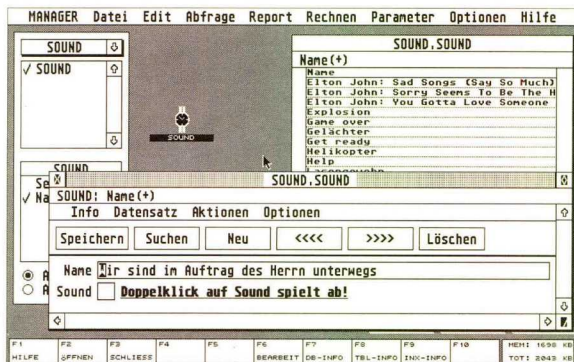 MANAGER Datei Edit Abfrage Report Rechnen Parameter Optionen Hilfe
SOUND
✓ SOUND
SOUND
SOUND.SOUND
Name(+)
Name
Elton John: Sad Songs (Say So Much)
Elton John: Sorry Seems To Be The H
Elton John: You Gotta Love Someone
Explosion
Game over
Gelächter
Get ready
Helikopter
Help
SOUND
Se
✓ Na
SOUND.SOUND
SOUND: Name(+)
Info Datensatz Aktionen Optionen
Speichern Suchen Neu <<<< >>>> Löschen
Name Wir sind im Auftrag des Herrn unterwegs
Sound Doppelklick auf Sound spielt ab!
A
A
F1 F2 F3 F4 F5 F6 F7 F8 F9 F10 MEM: 1698 KB
HILFE ÖFFNEN SCHLIESS BEARBEIT DB-INFO TBL-INFO INX-INFO TOT: 2043 KB